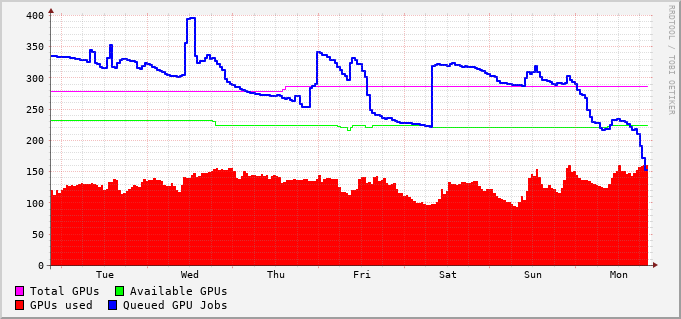 400
350
300
250
200
150
100
50
0
Tue Wed Thu Fri Sat Sun Mon
Total GPUs Available GPUs
GPUs used Queued GPU Jobs
RRDTOOL / TOBI OETIKER